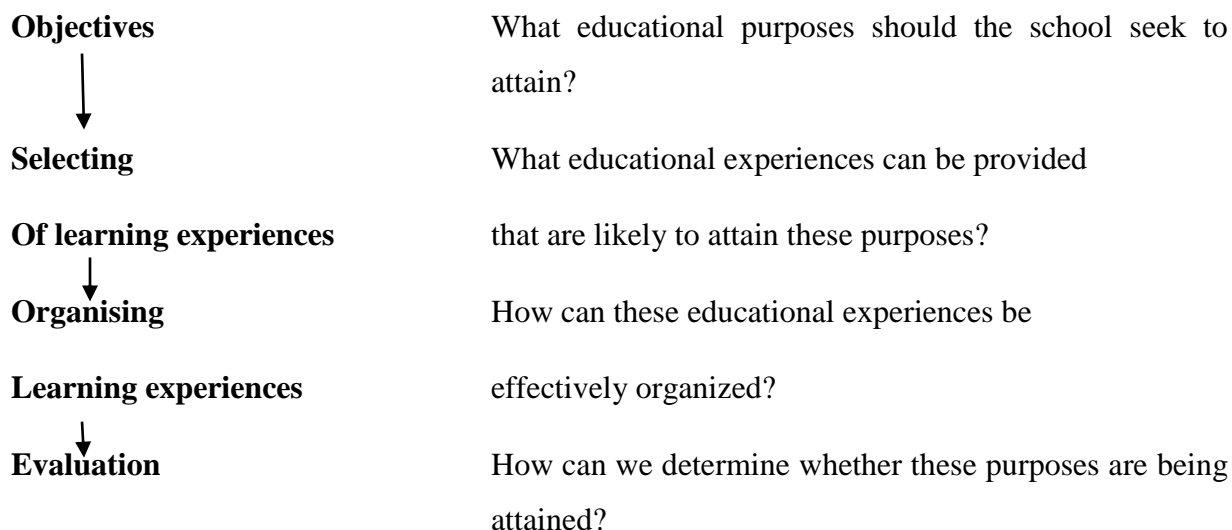 Objectives What educational purposes should the school seek to
attain?
Selecting What educational experiences can be provided
Of learning experiences that are likely to attain these purposes?
Organising How can these educational experiences be
Learning experiences effectively organized?
Evaluation How can we determine whether these purposes are being
attained?